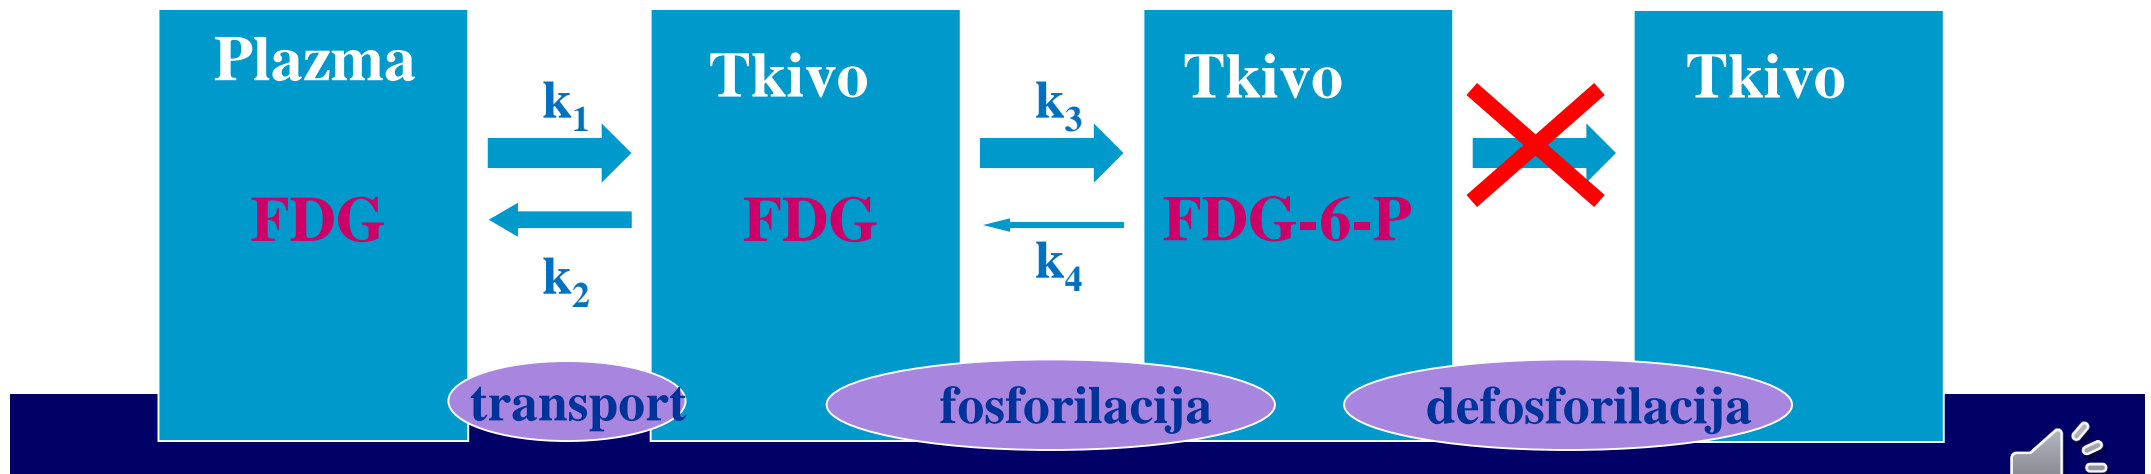 Plazma
Tkivo
Tkivo
Tkivo
k₁
k₃
FDG
FDG
FDG-6-P
k₂
k₄
transport
fosforilacija
defosforilacija